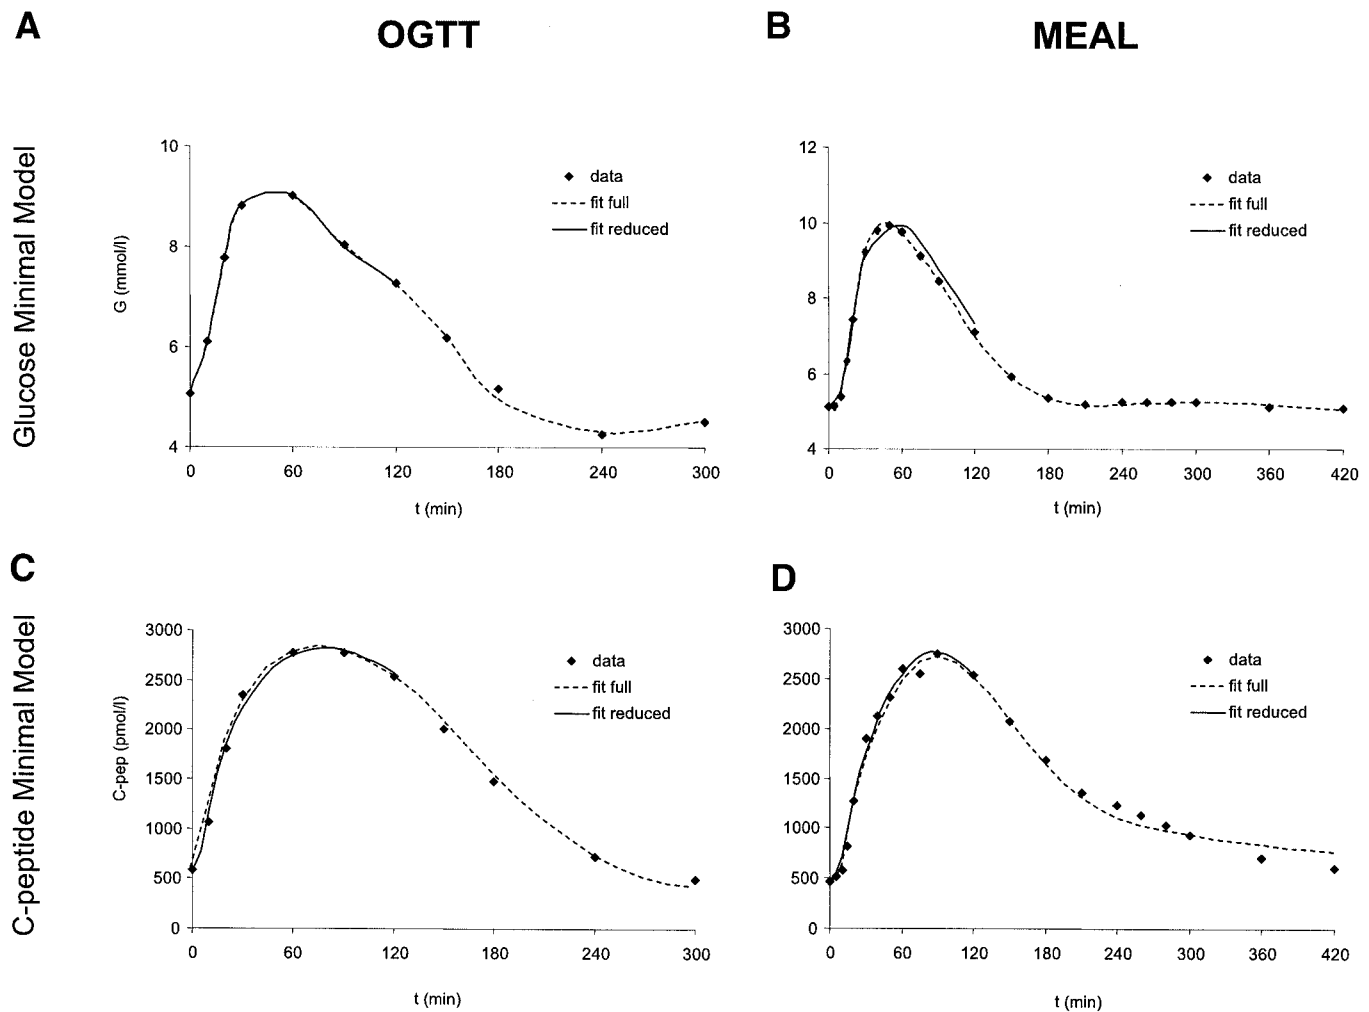 A
OGTT
B
MEAL
Glucose Minimal Model
10
8
6
4
G (mmol/l)
data
fit full
fit reduced
0 60 120 180 240 300
t (min)
12
10
8
6
4
data
fit full
fit reduced
0 60 120 180 240 300 360 420
t (min)
C
D
C-peptide Minimal Model
3000
2500
2000
1500
1000
500
0
C-pep (pmol/l)
data
fit full
fit reduced
0 60 120 180 240 300
t (min)
3000
2500
2000
1500
1000
500
0
data
fit full
fit reduced
0 60 120 180 240 300 360 420
t (min)